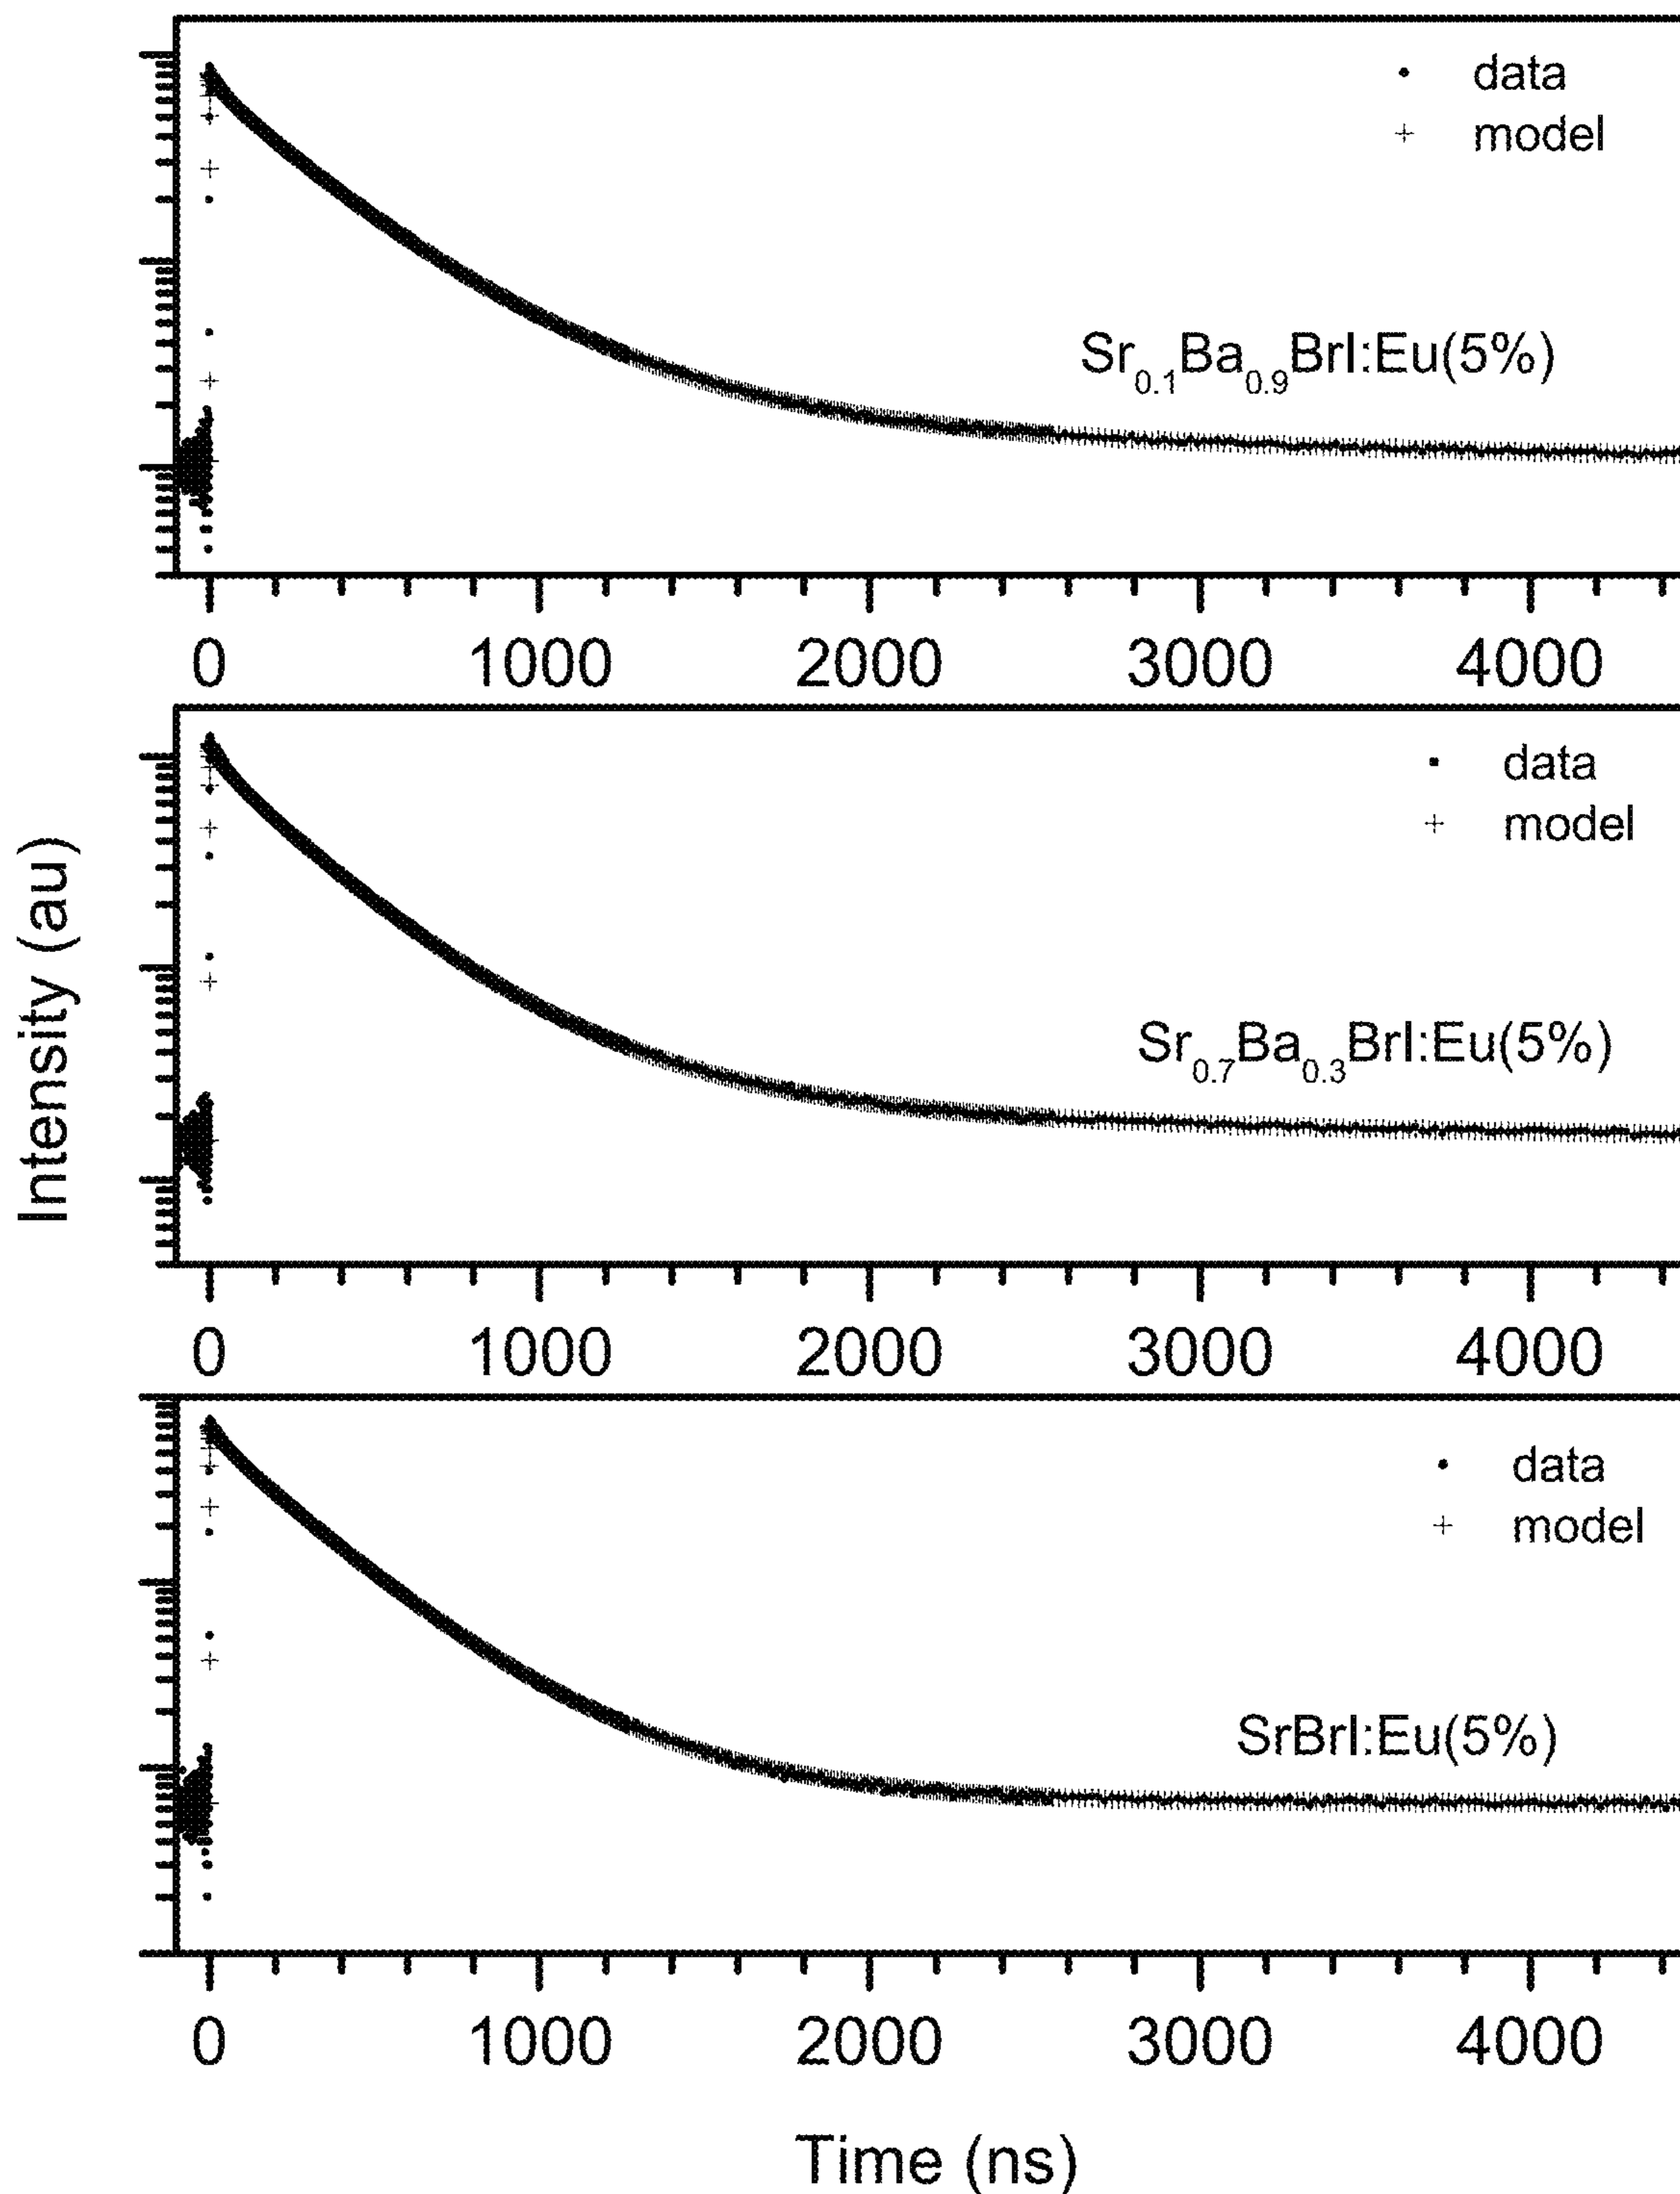 data
model
Sr0.1Ba0.9BrI:Eu(5%)
0 1000 2000 3000 4000
data
model
Intensity (au)
Sr0.7Ba0.3BrI:Eu(5%)
0 1000 2000 3000 4000
data
model
SrBrI:Eu(5%)
0 1000 2000 3000 4000
Time (ns)